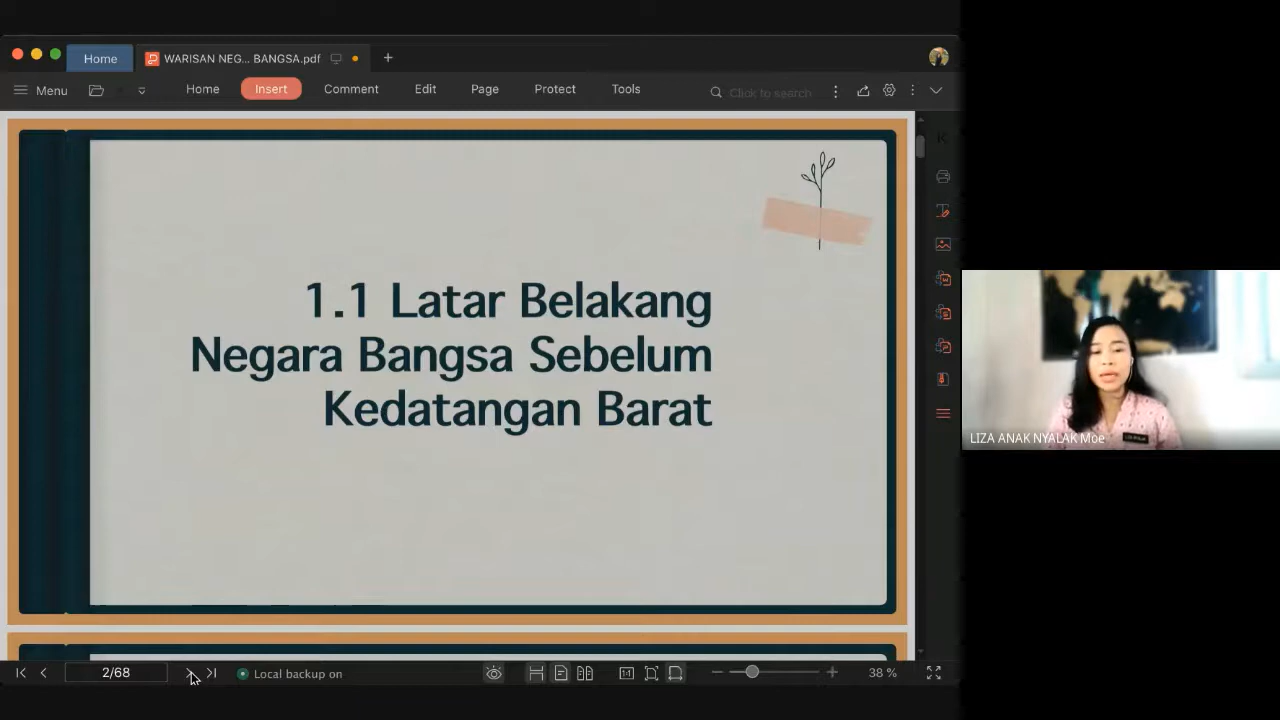 Home
WARISAN NEG... BANGSA.pdf
Menu
Home
Insert
Comment
Edit
Page
Protect
Tools
Click to search
1.1 Latar Belakang
Negara Bangsa Sebelum
Kedatangan Barat
LIZA ANAK NYALAK Moe
2/68
Local backup on
38 %